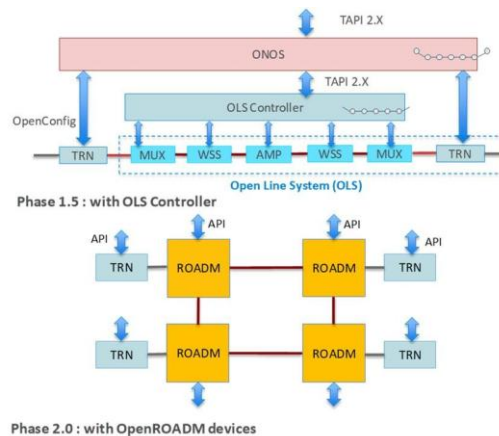 TAPI 2.X
ONOS
TAPI 2.X
OpenConfig
OLS Controller
TRN MUX WSS AMP WSS MUX TRN
Open Line System (OLS)
Phase 1.5 : with OLS Controller
API API API API
TRN ROADM ROADM TRN
TRN ROADM ROADM TRN
Phase 2.0 : with OpenROADM devices